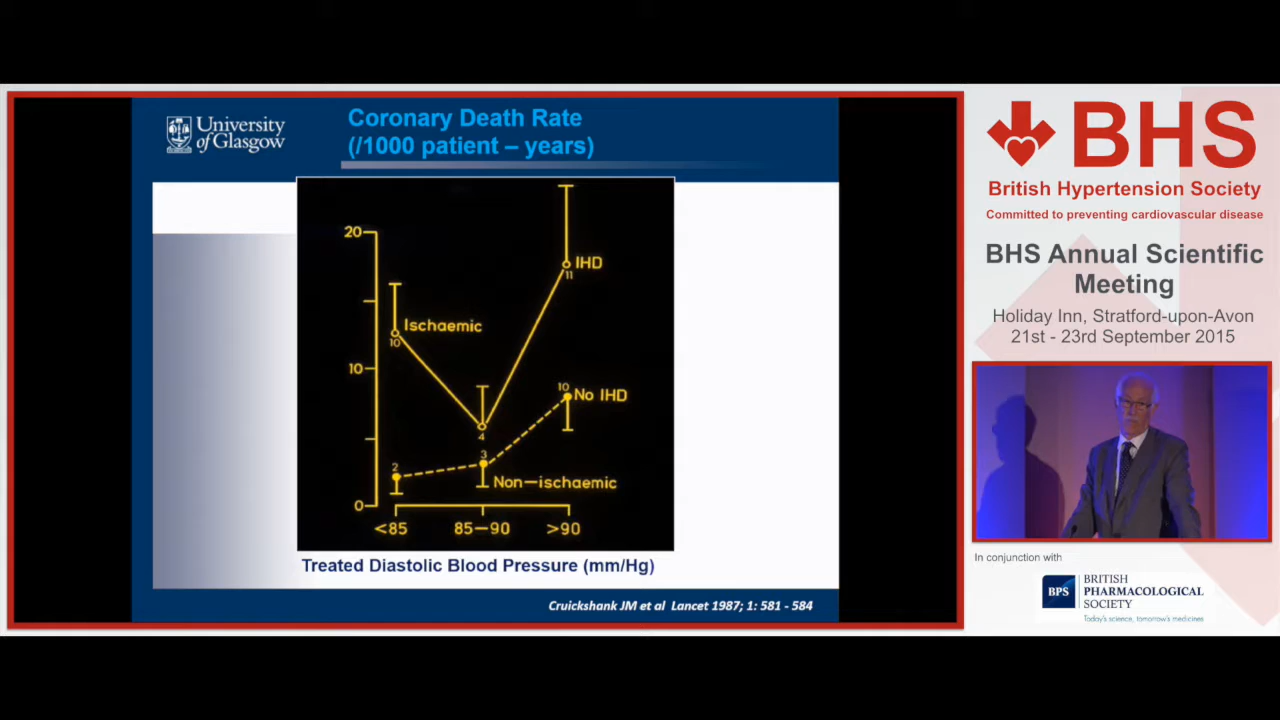 University
of Glasgow
Coronary Death Rate
(/1000 patient – years)
20
10
0
Ischaemic
10
IHD
11
4
10
No IHD
2
3
Non–ischaemic
<85
85–90
>90
Treated Diastolic Blood Pressure (mm/Hg)
Cruickshank JM et al Lancet 1987; 1: 581 - 584
BHS
British Hypertension Society
Committed to preventing cardiovascular disease
BHS Annual Scientific
Meeting
Holiday Inn, Stratford-upon-Avon
21st - 23rd September 2015
In conjunction with
BPS
BRITISH
PHARMACOLOGICAL
SOCIETY
Today's science, tomorrow's medicines